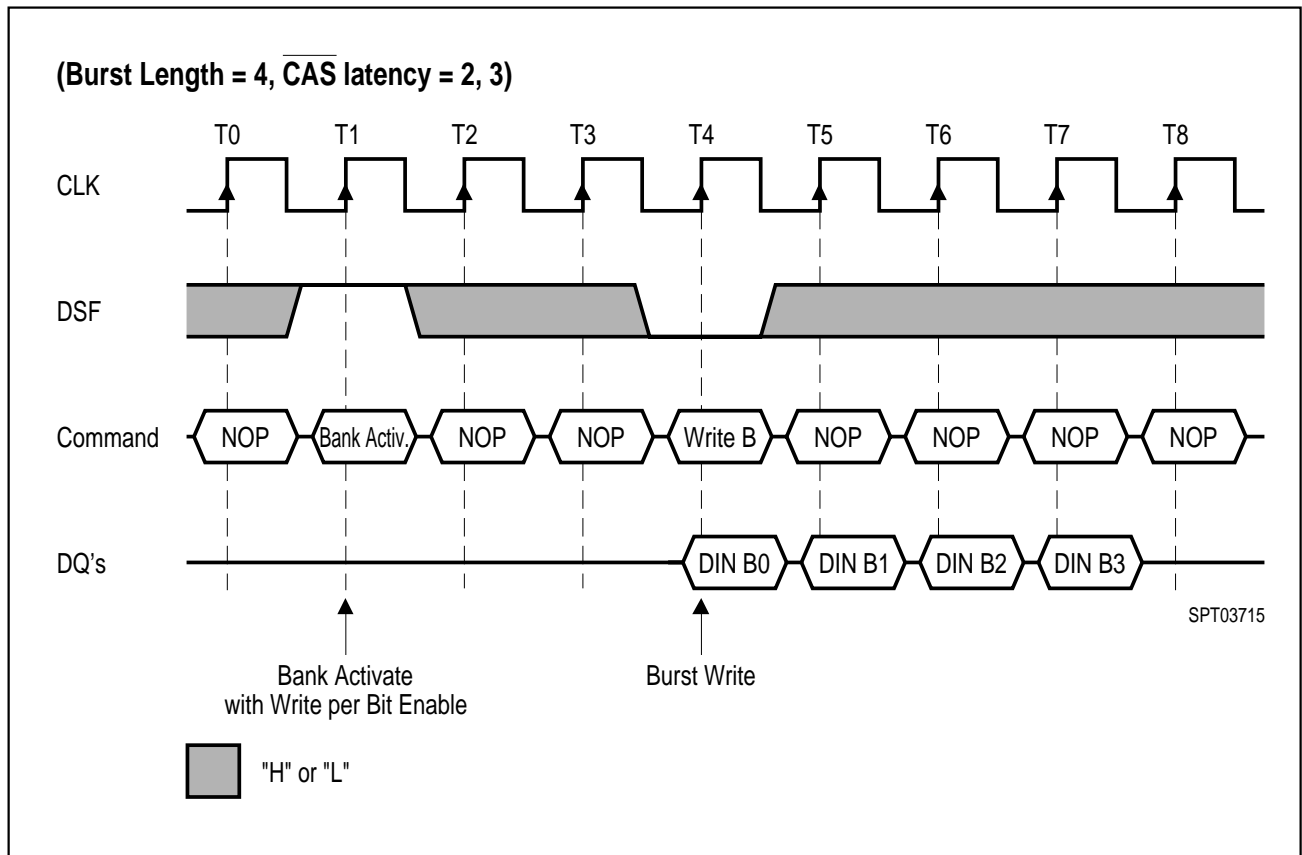 (Burst Length = 4, CAS latency = 2, 3)
T0 T1 T2 T3 T4 T5 T6 T7 T8
CLK
DSF
Command NOP Bank Activ. NOP NOP Write B NOP NOP NOP NOP
DQ's DIN B0 DIN B1 DIN B2 DIN B3
SPT03715
Bank Activate
with Write per Bit Enable
Burst Write
"H" or "L"